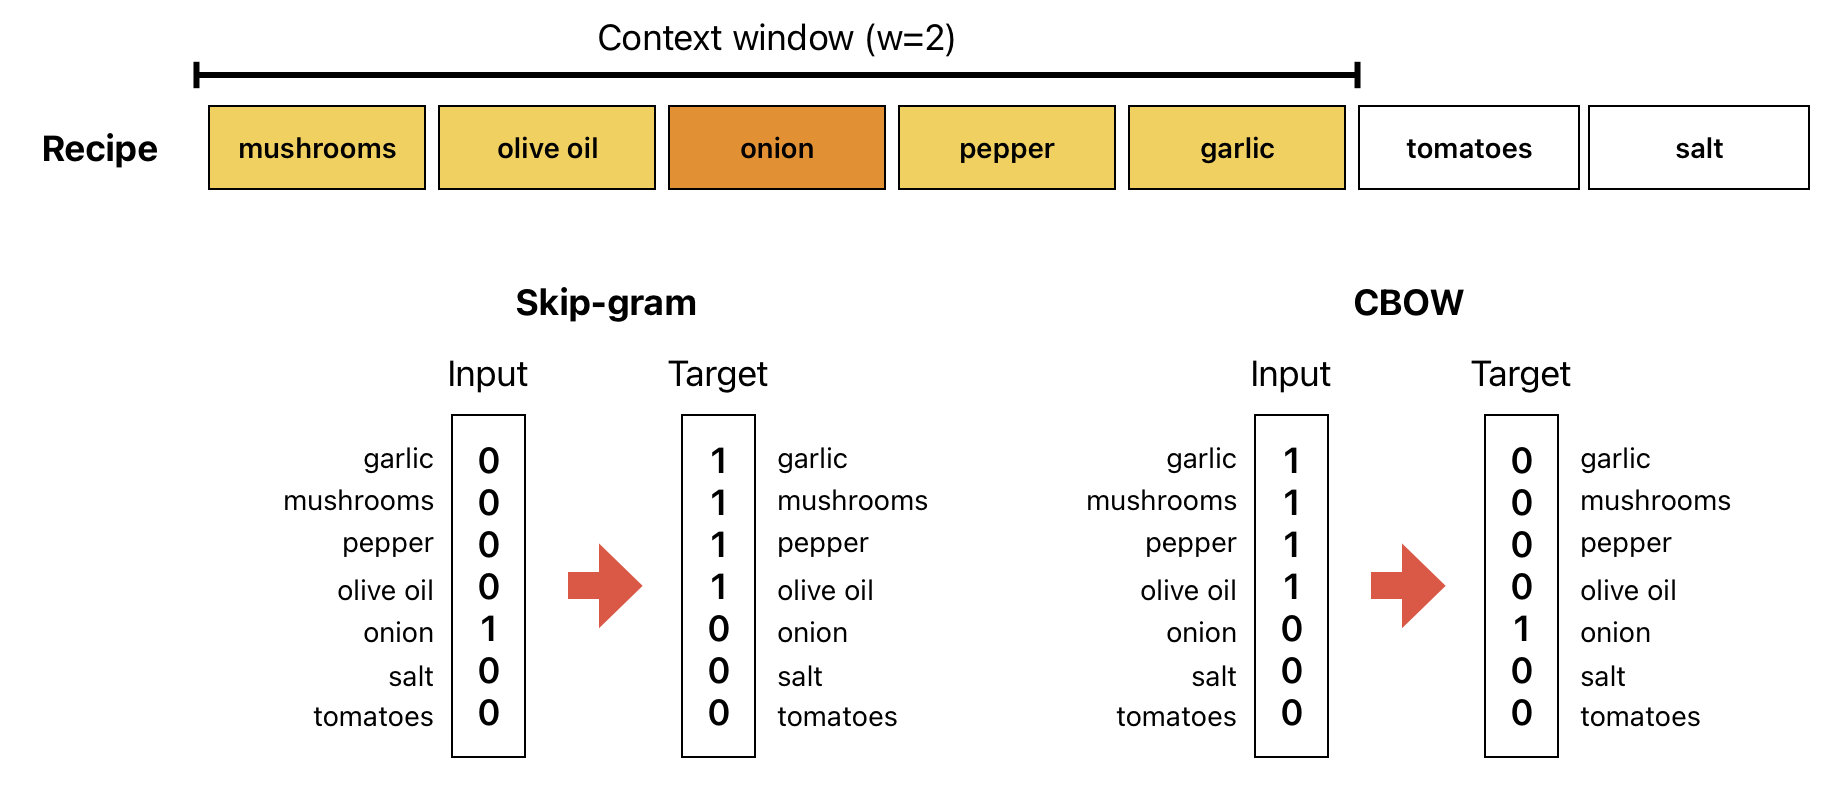 Context window (w=2)
Recipe mushrooms olive oil onion pepper garlic tomatoes salt
Skip-gram CBOW
Input Target Input Target
garlic 0 1 garlic garlic 1 0 garlic
mushrooms 0 1 mushrooms mushrooms 1 0 mushrooms
pepper 0 1 pepper pepper 1 0 pepper
olive oil 0 1 olive oil olive oil 1 0 olive oil
onion 1 0 onion onion 0 1 onion
salt 0 0 salt salt 0 0 salt
tomatoes 0 0 tomatoes tomatoes 0 0 tomatoes